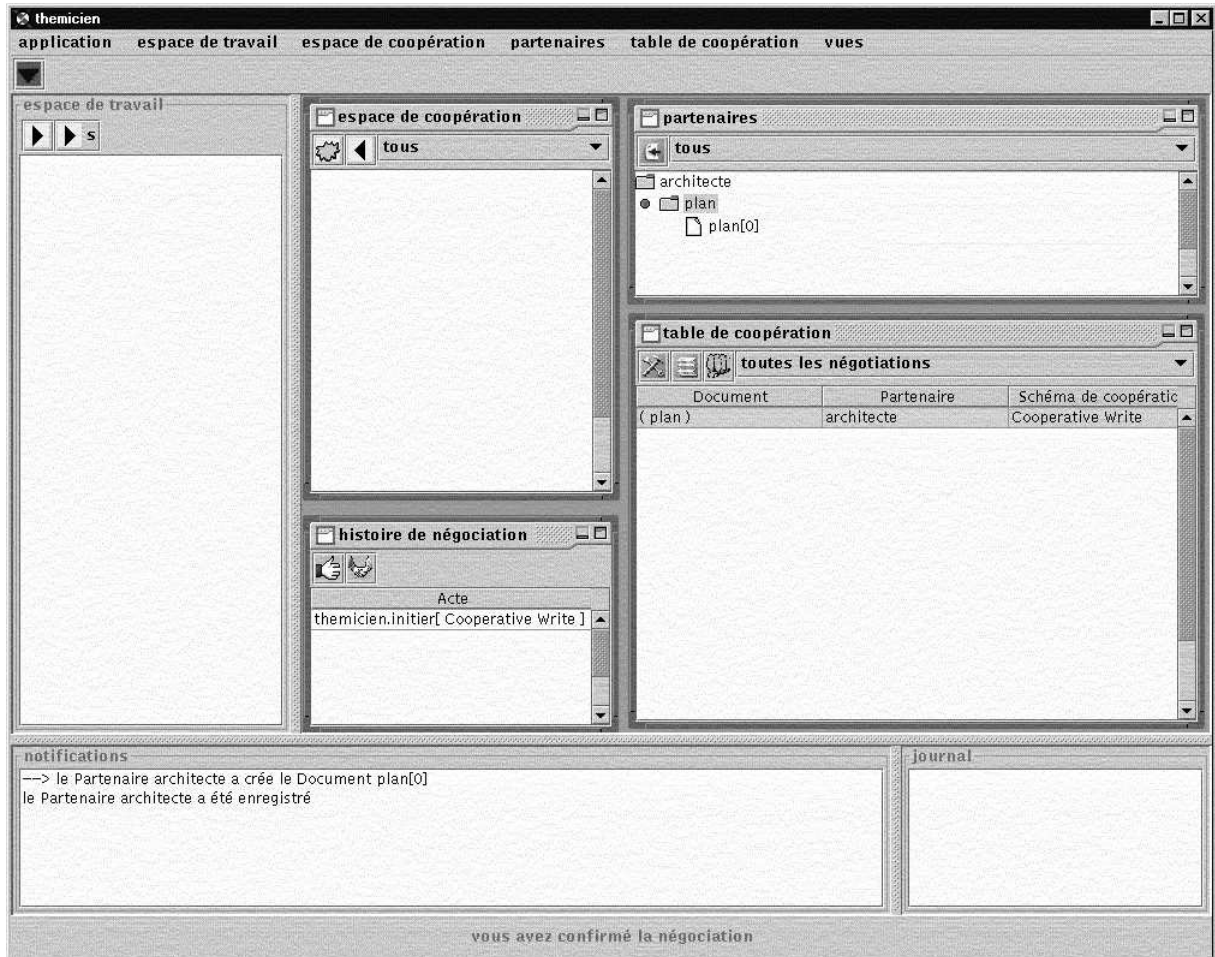 themicien
application espace de travail espace de coopération partenaires table de coopération vues
espace de travail
s
espace de coopération
tous
partenaires
tous
architecte
plan
plan[0]
table de coopération
toutes les négotiations
Document Partenaire Schéma de coopératic
( plan ) architecte Cooperative Write
histoire de négociation
Acte
themicien.initier[ Cooperative Write ]
notifications
——> le Partenaire architecte a crée le Document plan[0]
le Partenaire architecte a été enregistré
journal
vous avez confirmé la négociation